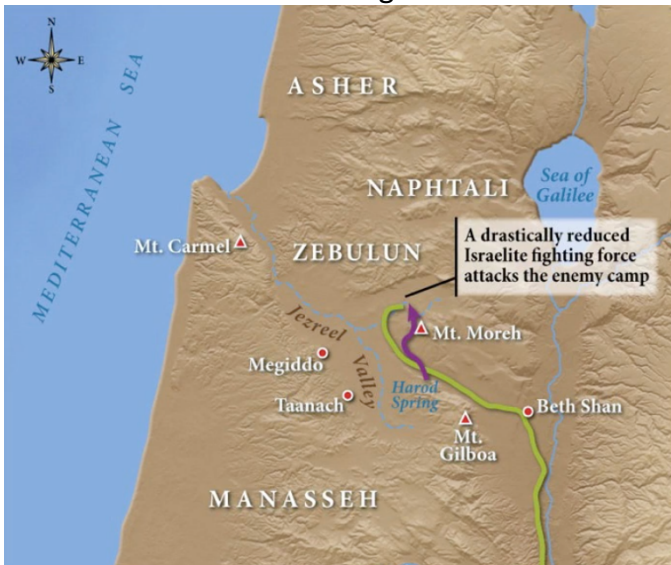 N
W E
S
MEDITERRANEAN SEA
ASHER
NAPHTALI
Sea of
Galilee
Mt. Carmel
ZEBULUN
A drastically reduced
Israelite fighting force
attacks the enemy camp
Jezreel
Valley
Mt. Moreh
Megiddo
Harod
Spring
Taanach
Beth Shan
Mt.
Gilboa
MANASSEH